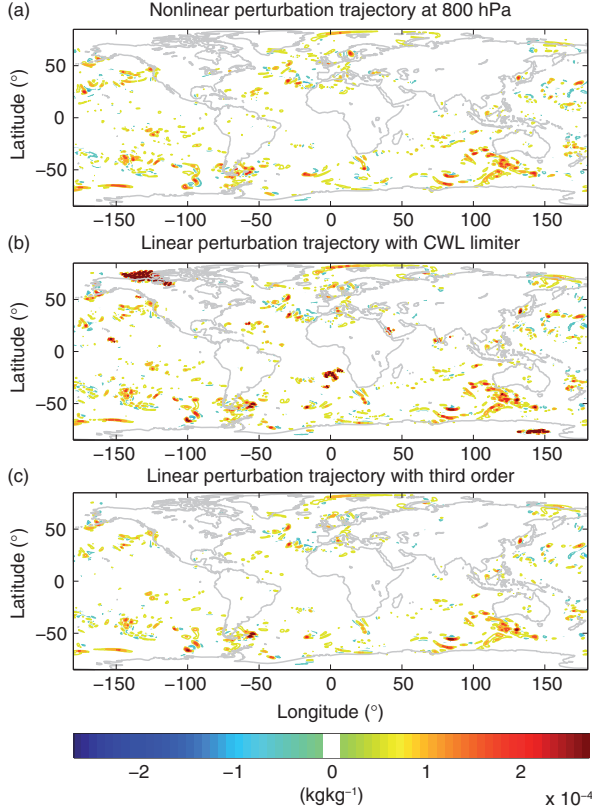 (a) Nonlinear perturbation trajectory at 800 hPa
Latitude (°)
50
0
−50
−150 −100 −50 0 50 100 150
(b) Linear perturbation trajectory with CWL limiter
Latitude (°)
50
0
−50
−150 −100 −50 0 50 100 150
(c) Linear perturbation trajectory with third order
Latitude (°)
50
0
−50
−150 −100 −50 0 50 100 150
Longitude (°)
−2 −1 0 1 2
(kgkg⁻¹) x 10⁻⁴